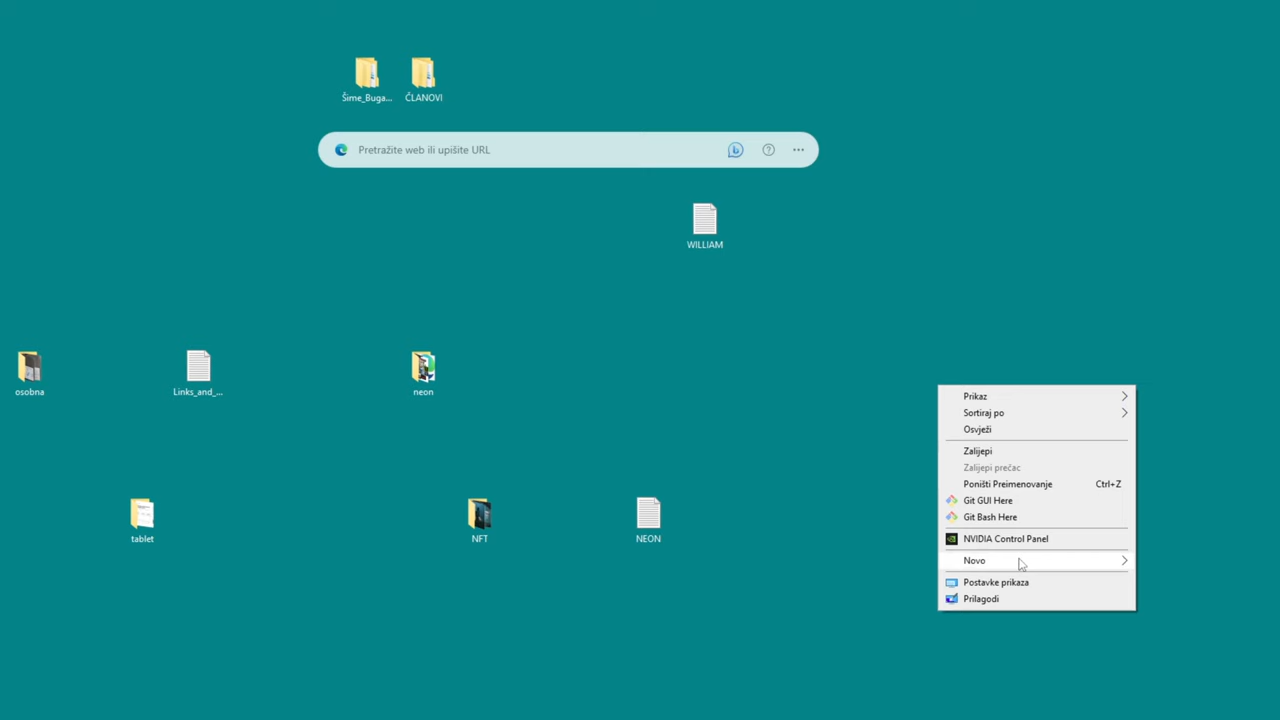 Šime_Buga...
ČLANOVI
Pretražite web ili upišite URL
WILLIAM
osobna
Links_and_...
neon
tablet
NFT
NEON
Prikaz
Sortiraj po
Osvježi
Zalijepi
Zalijepi prečac
Poništi Preimenovanje Ctrl+Z
Git GUI Here
Git Bash Here
NVIDIA Control Panel
Novo
Postavke prikaza
Prilagodi